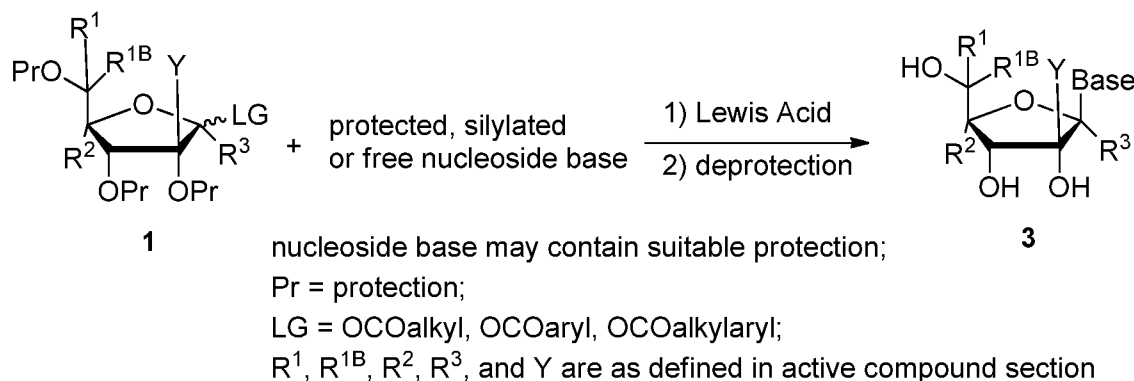 R¹
R¹ᴮ
PrO
Y
O
LG
R²
R³
OPr
OPr
1
+
protected, silylated
or free nucleoside base
1) Lewis Acid
2) deprotection
R¹
R¹ᴮ
HO
Y
Base
O
R²
R³
OH
OH
3
nucleoside base may contain suitable protection;
Pr = protection;
LG = OCOalkyl, OCOaryl, OCOalkylaryl;
R¹, R¹ᴮ, R², R³, and Y are as defined in active compound section